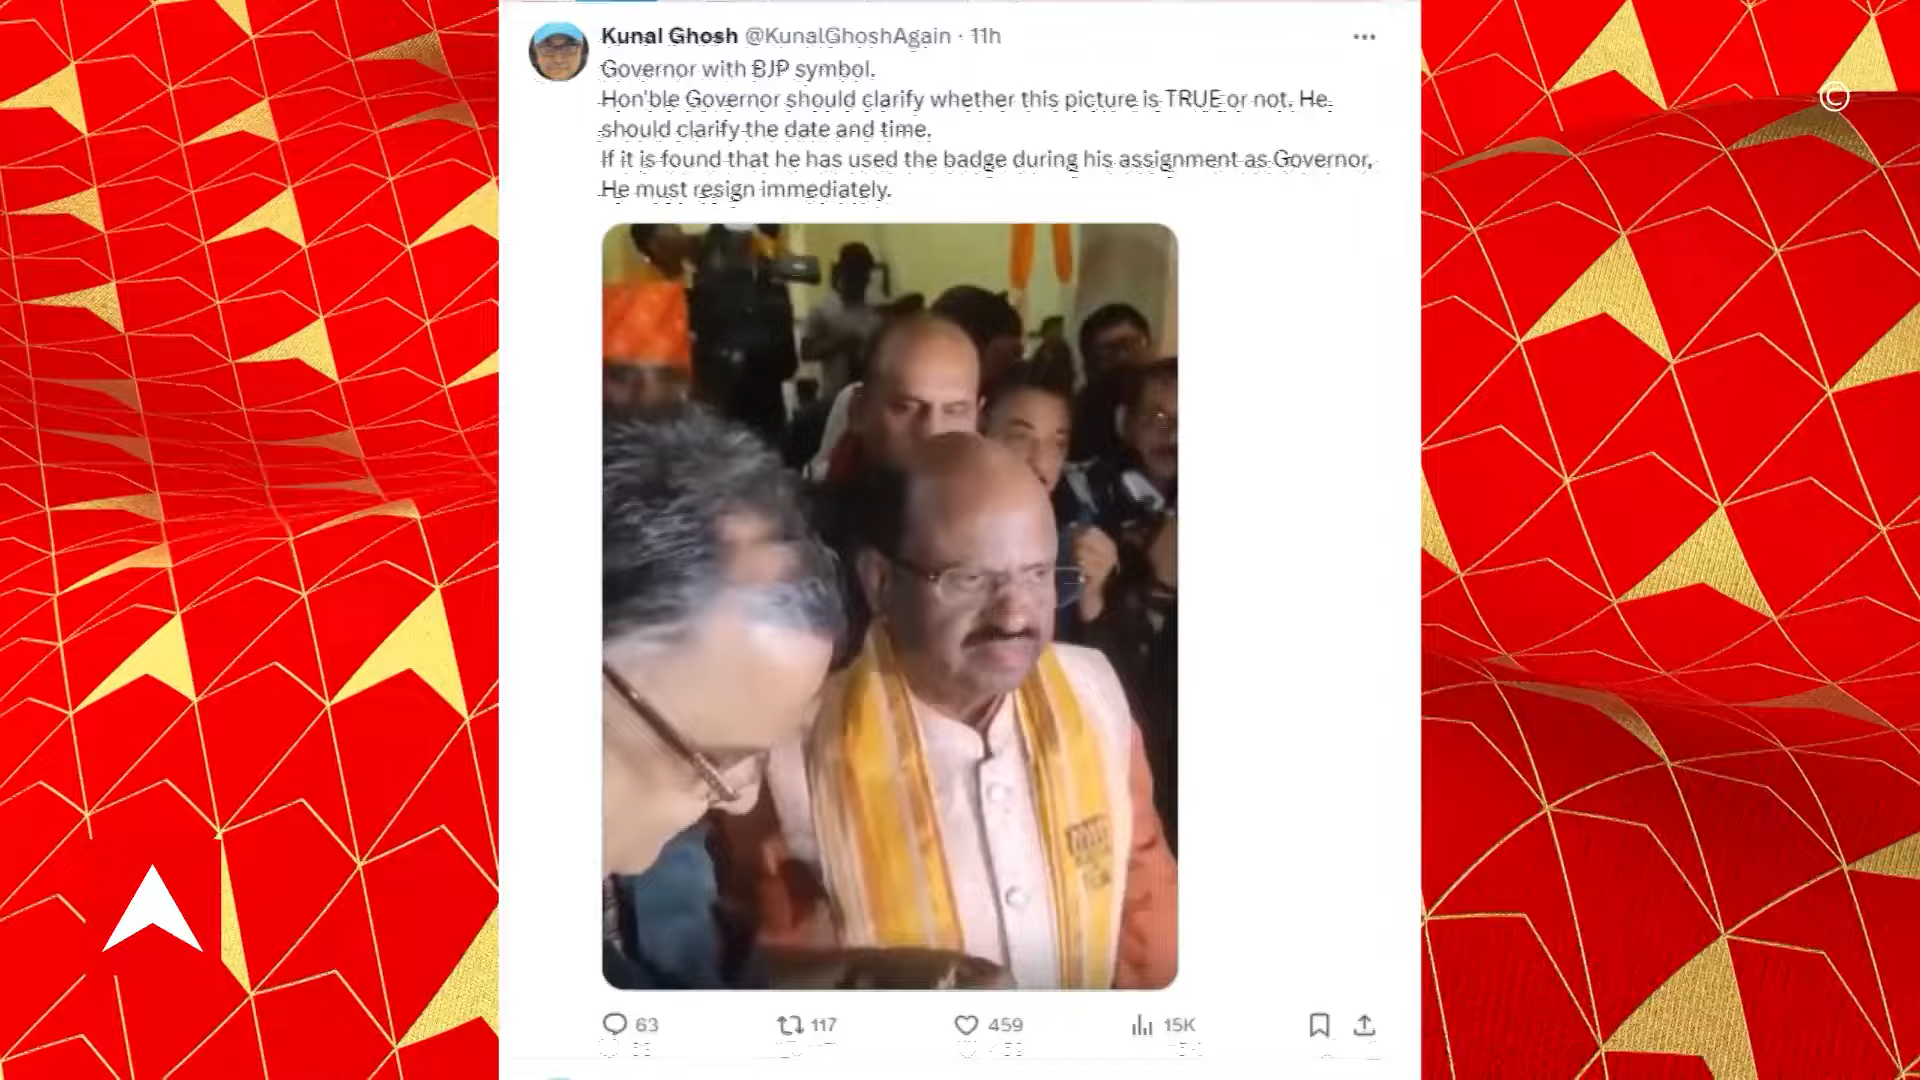 Kunal Ghosh @KunalGhoshAgain · 11h
Governor with BJP symbol.
Hon'ble Governor should clarify whether this picture is TRUE or not. He
should clarify the date and time.
If it is found that he has used the badge during his assignment as Governor,
He must resign immediately.
63 117 459 15K
©